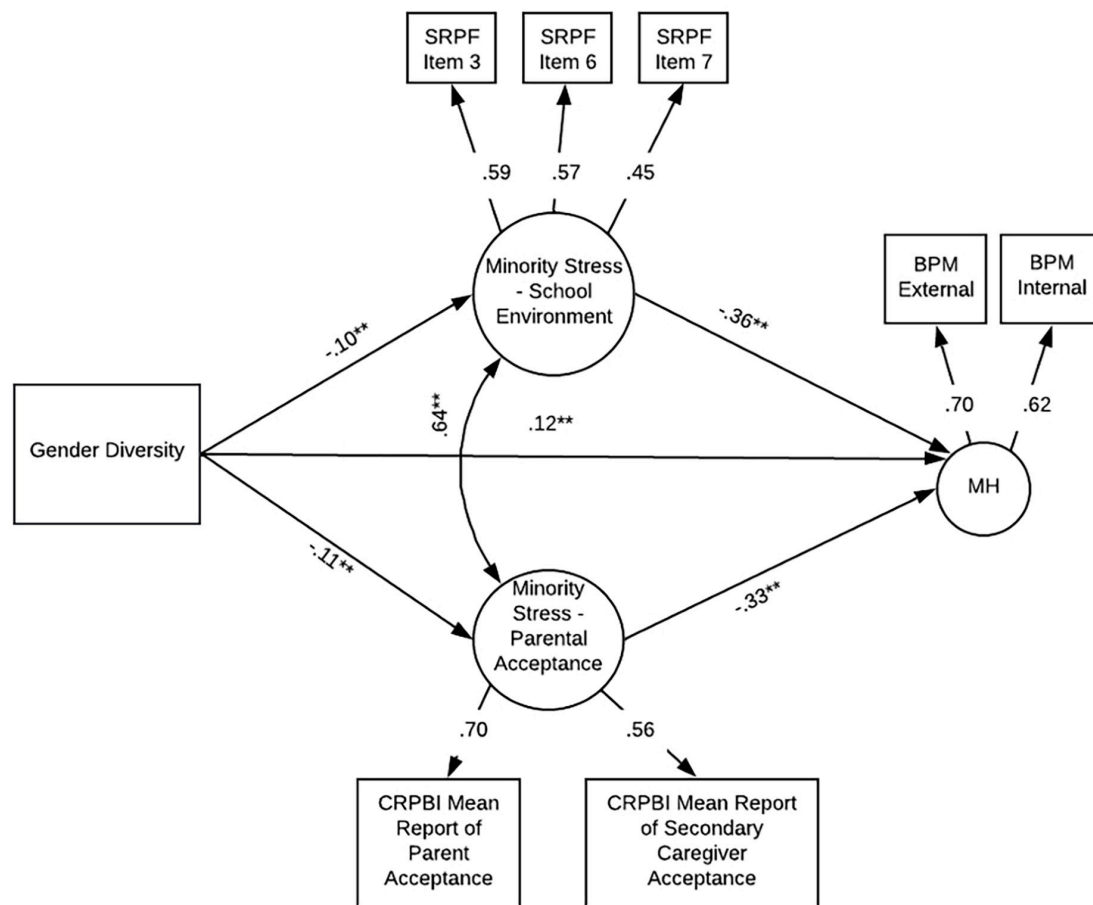 SRPF
Item 3
SRPF
Item 6
SRPF
Item 7
.59
.57
.45
Minority Stress
- School
Environment
BPM
External
BPM
Internal
-.10**
-.36**
.64**
.12**
.70
.62
Gender Diversity
MH
-.11**
-.33**
Minority
Stress -
Parental
Acceptance
.70
.56
CRPBI Mean
Report of
Parent
Acceptance
CRPBI Mean Report
of Secondary
Caregiver
Acceptance